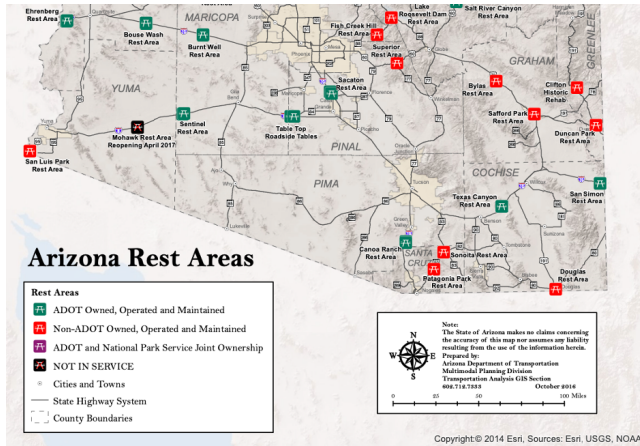 Ehrenberg
Rest Area
Bouse Wash
Rest Area
MARICOPA
Burnt Well
Rest Area
Fish Creek Hill
Rest Area
Lake
Roosevelt Dam
Rest Area
Salt River Canyon
Rest Area
Superior
Rest Area
GREENLEE
GRAHAM
Bylas
Rest Area
Clifton
Historic
Rehab
YUMA
Sacaton
Rest Area
Sentinel
Rest Area
Table Top
Roadside Tables
Safford Park
Rest Area
Duncan Park
Rest Area
Mohawk Rest Area
Reopening April 2017
San Luis Park
Rest Area
PINAL
PIMA
COCHISE
Tucson
Texas Canyon
Rest Area
San Simon
Rest Area
Canoa Ranch
Rest Area
SANTA
CRUZ
Sonoita Rest Area
Patagonia Park
Rest Area
Douglas
Rest Area
Arizona Rest Areas
Rest Areas
ADOT Owned, Operated and Maintained
Non-ADOT Owned, Operated and Maintained
ADOT and National Park Service Joint Ownership
NOT IN SERVICE
Cities and Towns
State Highway System
County Boundaries
N
W E
S
Note:
The State of Arizona makes no claims concerning
the accuracy of this map nor assumes any liability
resulting from the use of the information herein.
Prepared by:
Arizona Department of Transportation
Multimodal Planning Division
Transportation Analysis GIS Section
602.712.7333 October 2016
0 25 50 100 Miles
Copyright:© 2014 Esri, Sources: Esri, USGS, NOAA